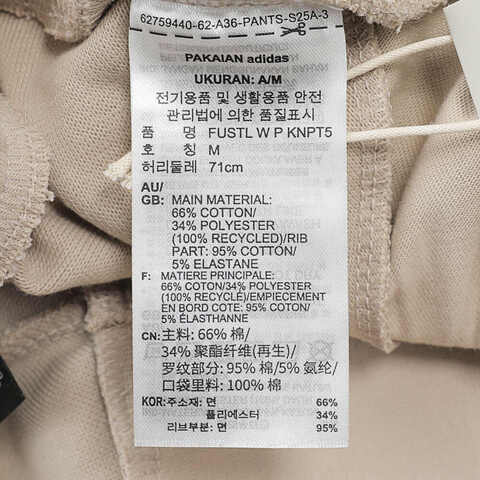 62759440-62-A36-PANTS-S25A-3
PAKAIAN adidas
UKURAN: A/M
전기용품 및 생활용품 안전
관리법에 의한 품질표시
품 명 FUSTL W P KNPT5
호 칭 M
허리둘레 71cm
AU/
GB: MAIN MATERIAL:
66% COTTON/
34% POLYESTER
(100% RECYCLED)/RIB
PART: 95% COTTON/
5% ELASTANE
F: MATIERE PRINCIPALE:
66% COTON/34% POLYESTER
(100% RECYCLÉ)/EMPIECEMENT
EN BORD COTE: 95% COTON/
5% ÉLASTHANNE
CN: 主料: 66% 棉/
34% 聚酯纤维(再生)/
罗纹部分: 95% 棉/5% 氨纶/
口袋里料: 100% 棉
KOR: 주소재: 면 66%
폴리에스터 34%
리브부분: 면 95%